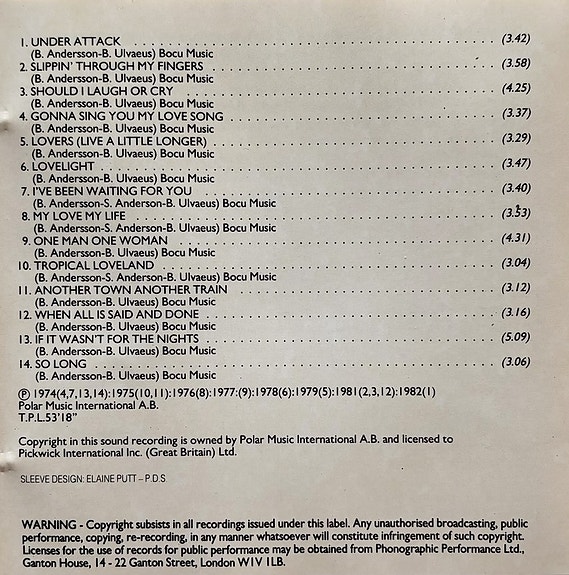 1. UNDER ATTACK (3.42)
(B. Andersson-B. Ulvaeus) Bocu Music
2. SLIPPIN' THROUGH MY FINGERS (3.58)
(B. Andersson-B. Ulvaeus) Bocu Music
3. SHOULD I LAUGH OR CRY (4.25)
(B. Andersson-B. Ulvaeus) Bocu Music
4. GONNA SING YOU MY LOVE SONG (3.37)
(B. Andersson-B. Ulvaeus) Bocu Music
5. LOVERS (LIVE A LITTLE LONGER) (3.29)
(B. Andersson-B. Ulvaeus) Bocu Music
6. LOVELIGHT (3.47)
(B. Andersson-B. Ulvaeus) Bocu Music
7. I'VE BEEN WAITING FOR YOU (3.40)
(B. Andersson-S. Anderson-B. Ulvaeus) Bocu Music
8. MY LOVE MY LIFE (3.53)
(B. Andersson-S. Anderson-B. Ulvaeus) Bocu Music
9. ONE MAN ONE WOMAN (4.31)
(B. Andersson-B. Ulvaeus) Bocu Music
10. TROPICAL LOVELAND (3.04)
(B. Andersson-S. Anderson-B. Ulvaeus) Bocu Music
11. ANOTHER TOWN ANOTHER TRAIN (3.12)
(B. Andersson-B. Ulvaeus) Bocu Music
12. WHEN ALL IS SAID AND DONE (3.16)
(B. Andersson-B. Ulvaeus) Bocu Music
13. IF IT WASN'T FOR THE NIGHTS (5.09)
(B. Andersson-B. Ulvaeus) Bocu Music
14. SO LONG (3.06)
(B. Andersson-B. Ulvaeus) Bocu Music
℗ 1974(4,7,13,14):1975(10,11):1976(8):1977:(9):1978(6):1979(5):1981(2,3,12):1982(1)
Polar Music International A.B.
T.P.L.53'18"
Copyright in this sound recording is owned by Polar Music International A.B. and licensed to
Pickwick International Inc. (Great Britain) Ltd.
SLEEVE DESIGN: ELAINE PUTT – P.D.S.
WARNING - Copyright subsists in all recordings issued under this label. Any unauthorised broadcasting, public
performance, copying, re-recording, in any manner whatsoever will constitute infringement of such copyright.
Licenses for the use of records for public performance may be obtained from Phonographic Performance Ltd.,
Ganton House, 14 - 22 Ganton Street, London W1V 1LB.